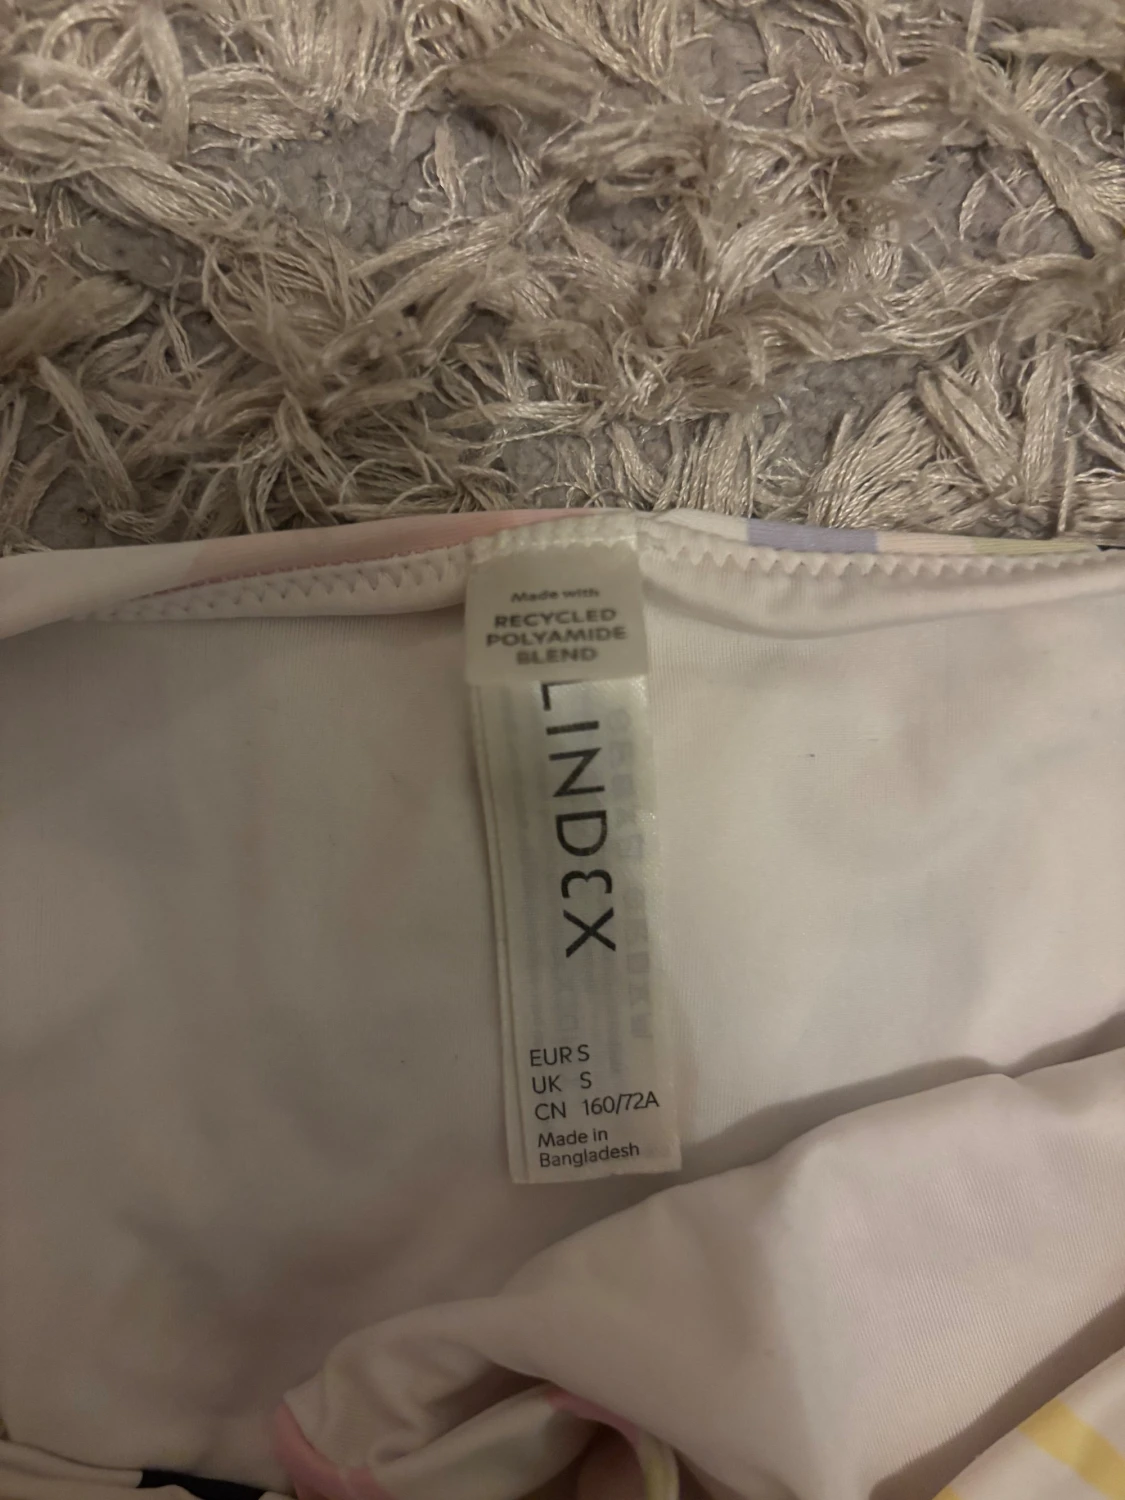 Made with
RECYCLED
POLYAMIDE
BLEND
LINDEX
EUR S
UK S
CN 160/72A
Made in
Bangladesh